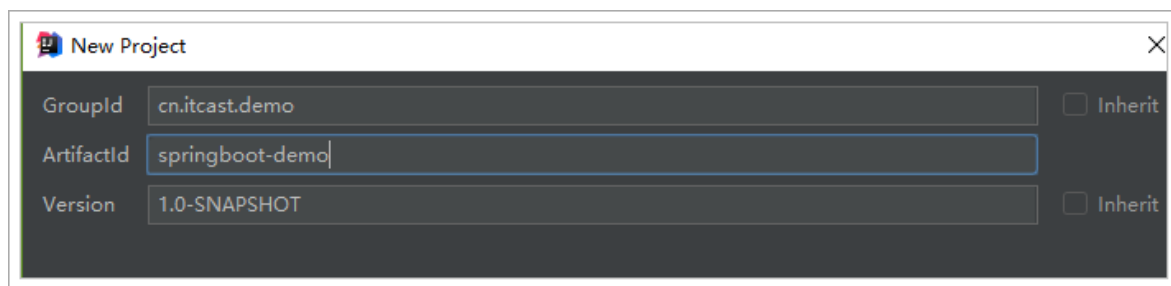 New Project
GroupId cn.itcast.demo Inherit
ArtifactId springboot-demo
Version 1.0-SNAPSHOT Inherit